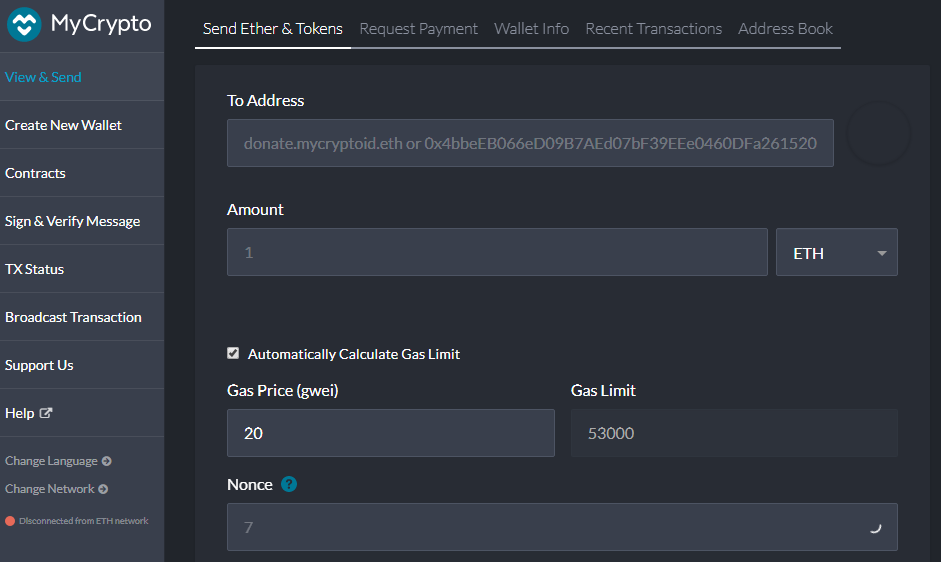 MyCrypto
View & Send
Create New Wallet
Contracts
Sign & Verify Message
TX Status
Broadcast Transaction
Support Us
Help
Change Language
Change Network
Disconnected from ETH network
Send Ether & Tokens Request Payment Wallet Info Recent Transactions Address Book
To Address
donate.mycryptoid.eth or 0x4bbeEB066eD09B7AEd07bF39EEe0460DFa261520
Amount
1 ETH
Automatically Calculate Gas Limit
Gas Price (gwei) Gas Limit
20 53000
Nonce ?
7